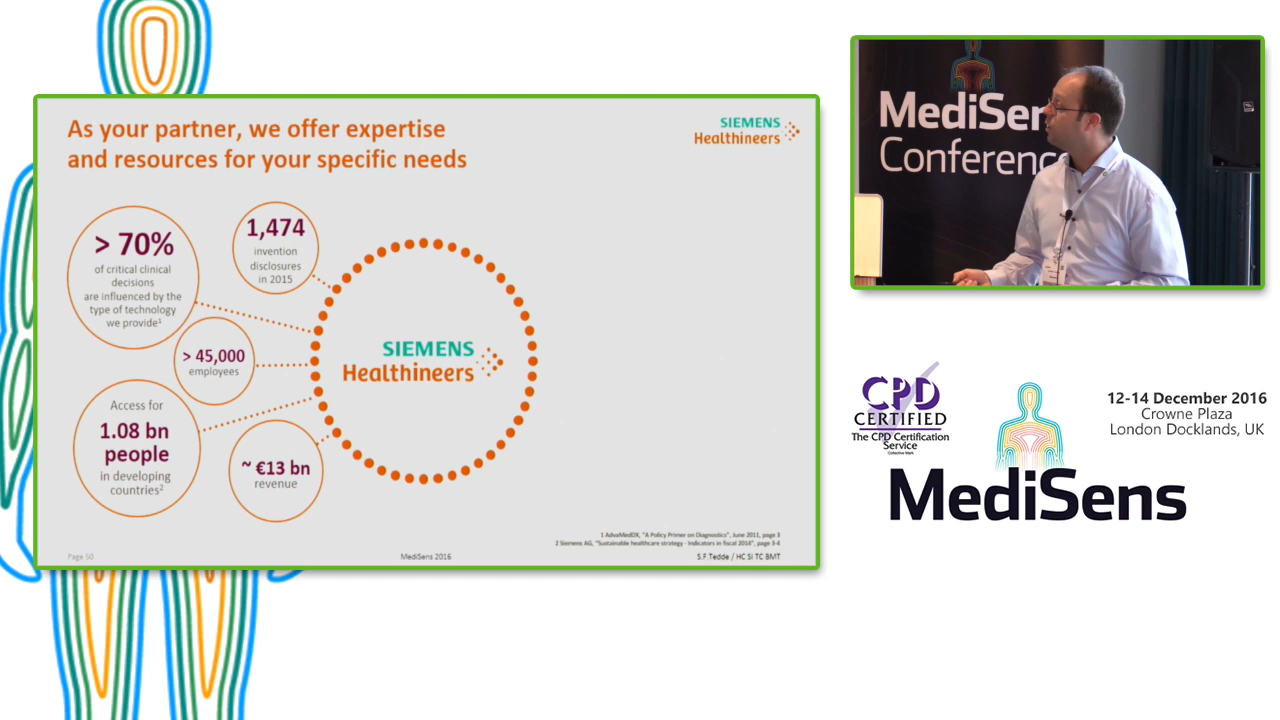 As your partner, we offer expertise
and resources for your specific needs
SIEMENS
Healthineers
> 70%
of critical clinical
decisions
are influenced by the
type of technology
we provide1
1,474
invention
disclosures
in 2015
> 45,000
employees
Access for
1.08 bn
people
in developing
countries2
~ €13 bn
revenue
SIEMENS
Healthineers
1 AdvaMedDX, "A Policy Primer on Diagnostics", June 2011, page 3
2 Siemens AG, "Sustainable healthcare strategy - Indicators in fiscal 2014", page 3-4
Page 50
MediSens 2016
S.F.Tedde / HC SI TC BMT
MediSen
Conferenc
CPD
CERTIFIED
The CPD Certification
Service
Collective Mark
12-14 December 2016
Crowne Plaza
London Docklands, UK
MediSens